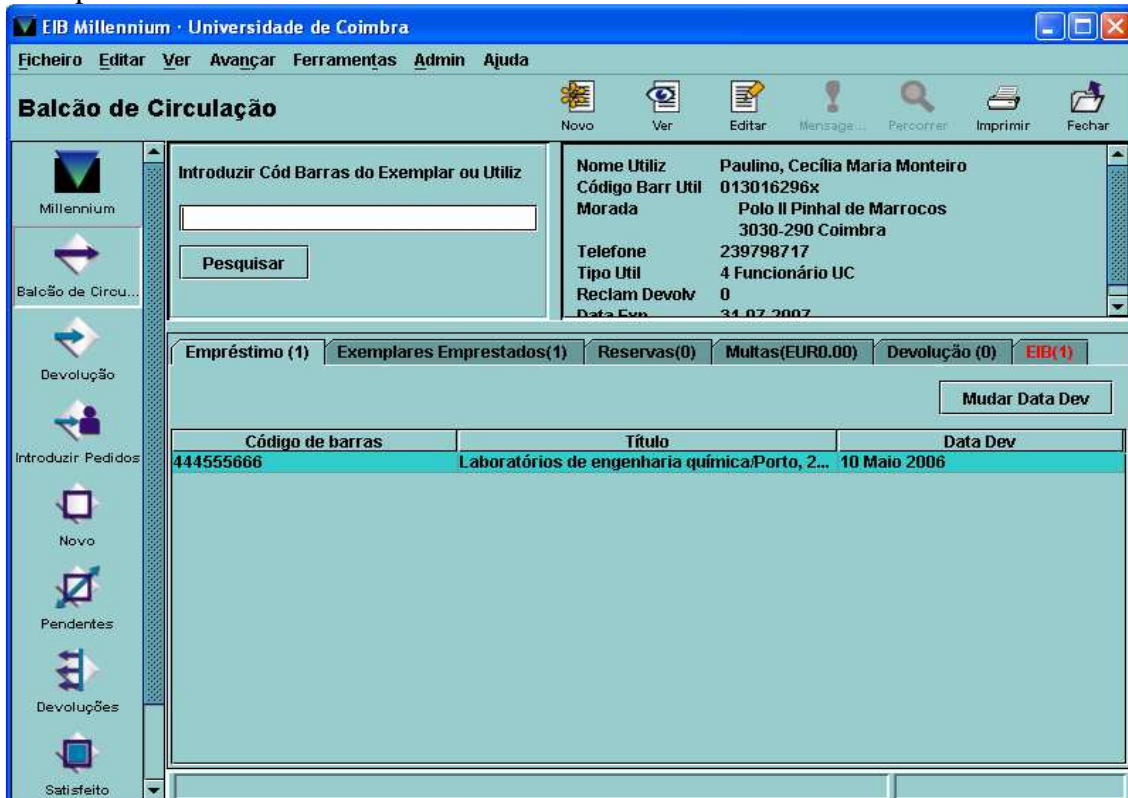 EIB Millennium · Universidade de Coimbra
Ficheiro Editar Ver Avançar Ferramentas Admin Ajuda
Balcão de Circulação
Novo Ver Editar Mensage... Percorrer Imprimir Fechar
Millennium
Balcão de Circu...
Devolução
Introduzir Pedidos
Novo
Pendentes
Devoluções
Satisfeito
Introduzir Cód Barras do Exemplar ou Utiliz
Pesquisar
Nome Utiliz Paulino, Cecília Maria Monteiro
Código Barr Util 013016296x
Morada Polo II Pinhal de Marrocos
3030-290 Coimbra
Telefone 239798717
Tipo Util 4 Funcionário UC
Reclam Devolv 0
Data Exp 31 07 2007
Empréstimo (1) Exemplares Emprestados(1) Reservas(0) Multas(EUR0.00) Devolução (0) EIB(1)
Mudar Data Dev
Código de barras Título Data Dev
444555666 Laboratórios de engenharia química/Porto, 2... 10 Maio 2006